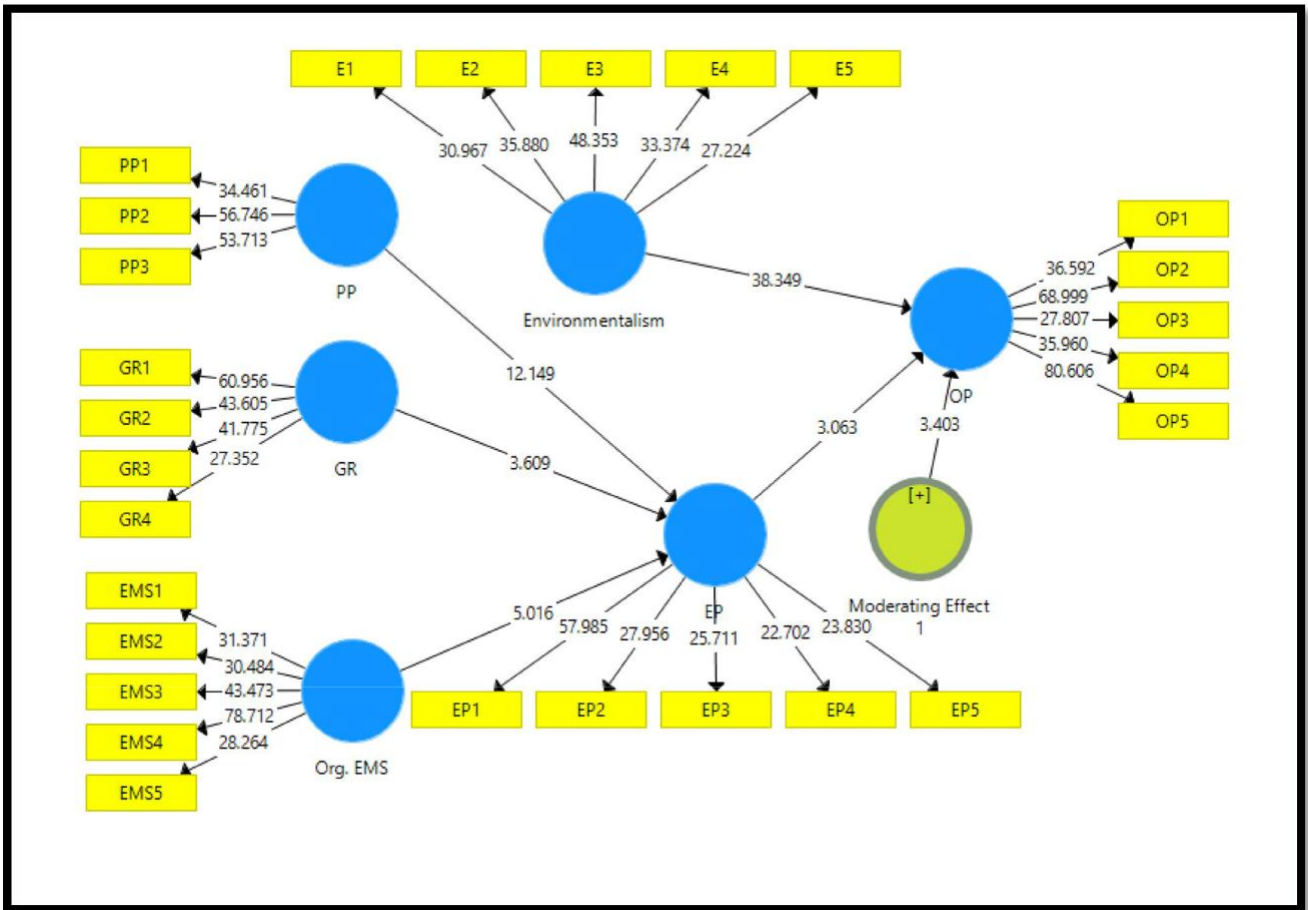 E1 E2 E3 E4 E5
30.967 35.880 48.353 33.374 27.224
PP1
PP2
PP3
34.461
56.746
53.713
PP
Environmentalism
38.349
OP1
OP2
OP3
OP4
OP5
36.592
68.999
27.807
35.960
80.606
OP
GR1
GR2
GR3
GR4
60.956
43.605
41.775
27.352
GR
12.149
3.609
3.063
3.403
[+]
Moderating Effect
1
EMS1
EMS2
EMS3
EMS4
EMS5
31.371
30.484
43.473
78.712
28.264
Org. EMS
5.016
EP
57.985 27.956 25.711 22.702 23.830
EP1 EP2 EP3 EP4 EP5